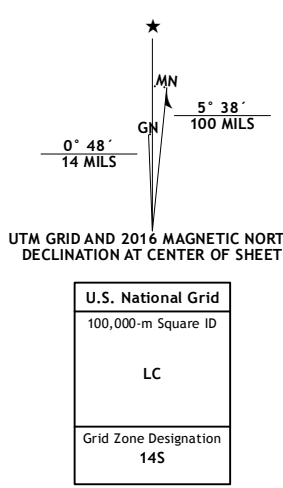 MN
5° 38´
100 MILS
GN
0° 48´
14 MILS
UTM GRID AND 2016 MAGNETIC NORT
DECLINATION AT CENTER OF SHEET
U.S. National Grid
100,000-m Square ID
LC
Grid Zone Designation
14S